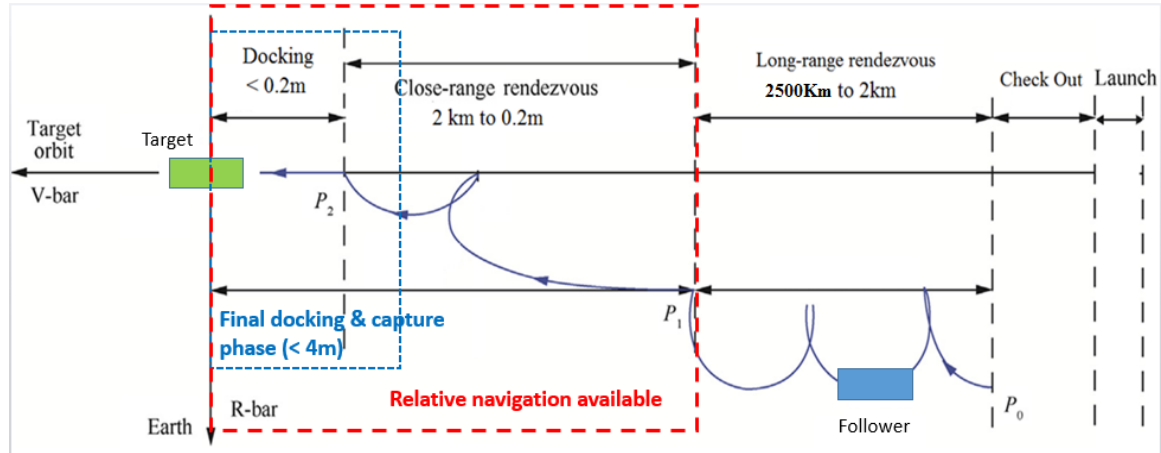 Docking
< 0.2m
Close-range rendezvous
2 km to 0.2m
Long-range rendezvous
2500Km to 2km
Check Out
Launch
Target
orbit
V-bar
Target
P2
P1
P0
Final docking & capture
phase (< 4m)
Relative navigation available
R-bar
Earth
Follower